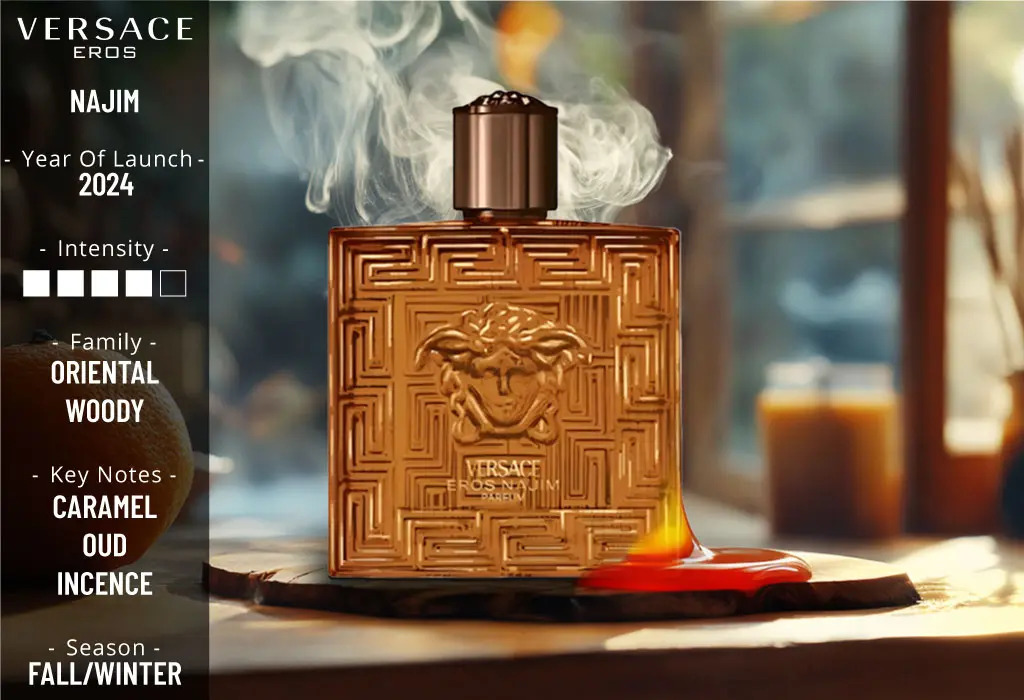 VERSACE
EROS
NAJIM
- Year Of Launch -
2024
- Intensity -
- Family -
ORIENTAL
WOODY
- Key Notes -
CARAMEL
OUD
INCENCE
- Season -
FALL/WINTER
VERSACE
EROS NAJIM
PARFUM